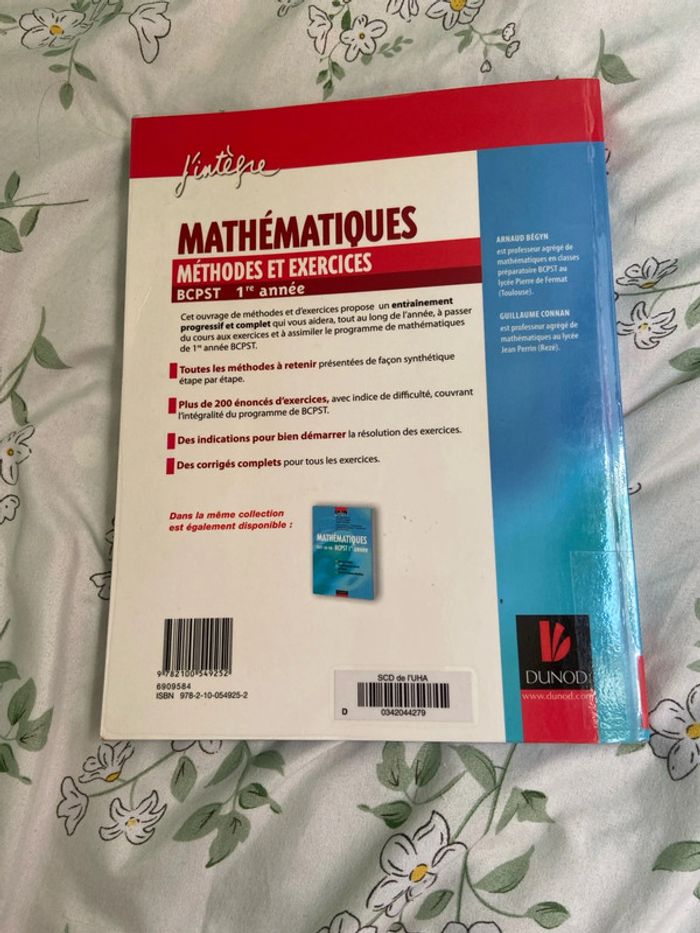 J'intègre
MATHÉMATIQUES
MÉTHODES ET EXERCICES
BCPST 1re année
Cet ouvrage de méthodes et d'exercices propose un entraînement
progressif et complet qui vous aidera, tout au long de l'année, à passer
du cours aux exercices et à assimiler le programme de mathématiques
de 1re année BCPST.
Toutes les méthodes à retenir présentées de façon synthétique
étape par étape.
Plus de 200 énoncés d'exercices, avec indice de difficulté, couvrant
l'intégralité du programme de BCPST.
Des indications pour bien démarrer la résolution des exercices.
Des corrigés complets pour tous les exercices.
Dans la même collection
est également disponible :
MATHÉMATIQUES
BCPST 1re année
ARNAUD BÉGYN
est professeur agrégé de
mathématiques en classes
préparatoire BCPST au
lycée Pierre de Fermat
(Toulouse).
GUILLAUME CONNAN
est professeur agrégé de
mathématiques au lycée
Jean Perrin (Rezé).
9 782100 549252
6909584
ISBN 978-2-10-054925-2
SCD de l'UHA
D 0342044279
DUNOD
www.dunod.com